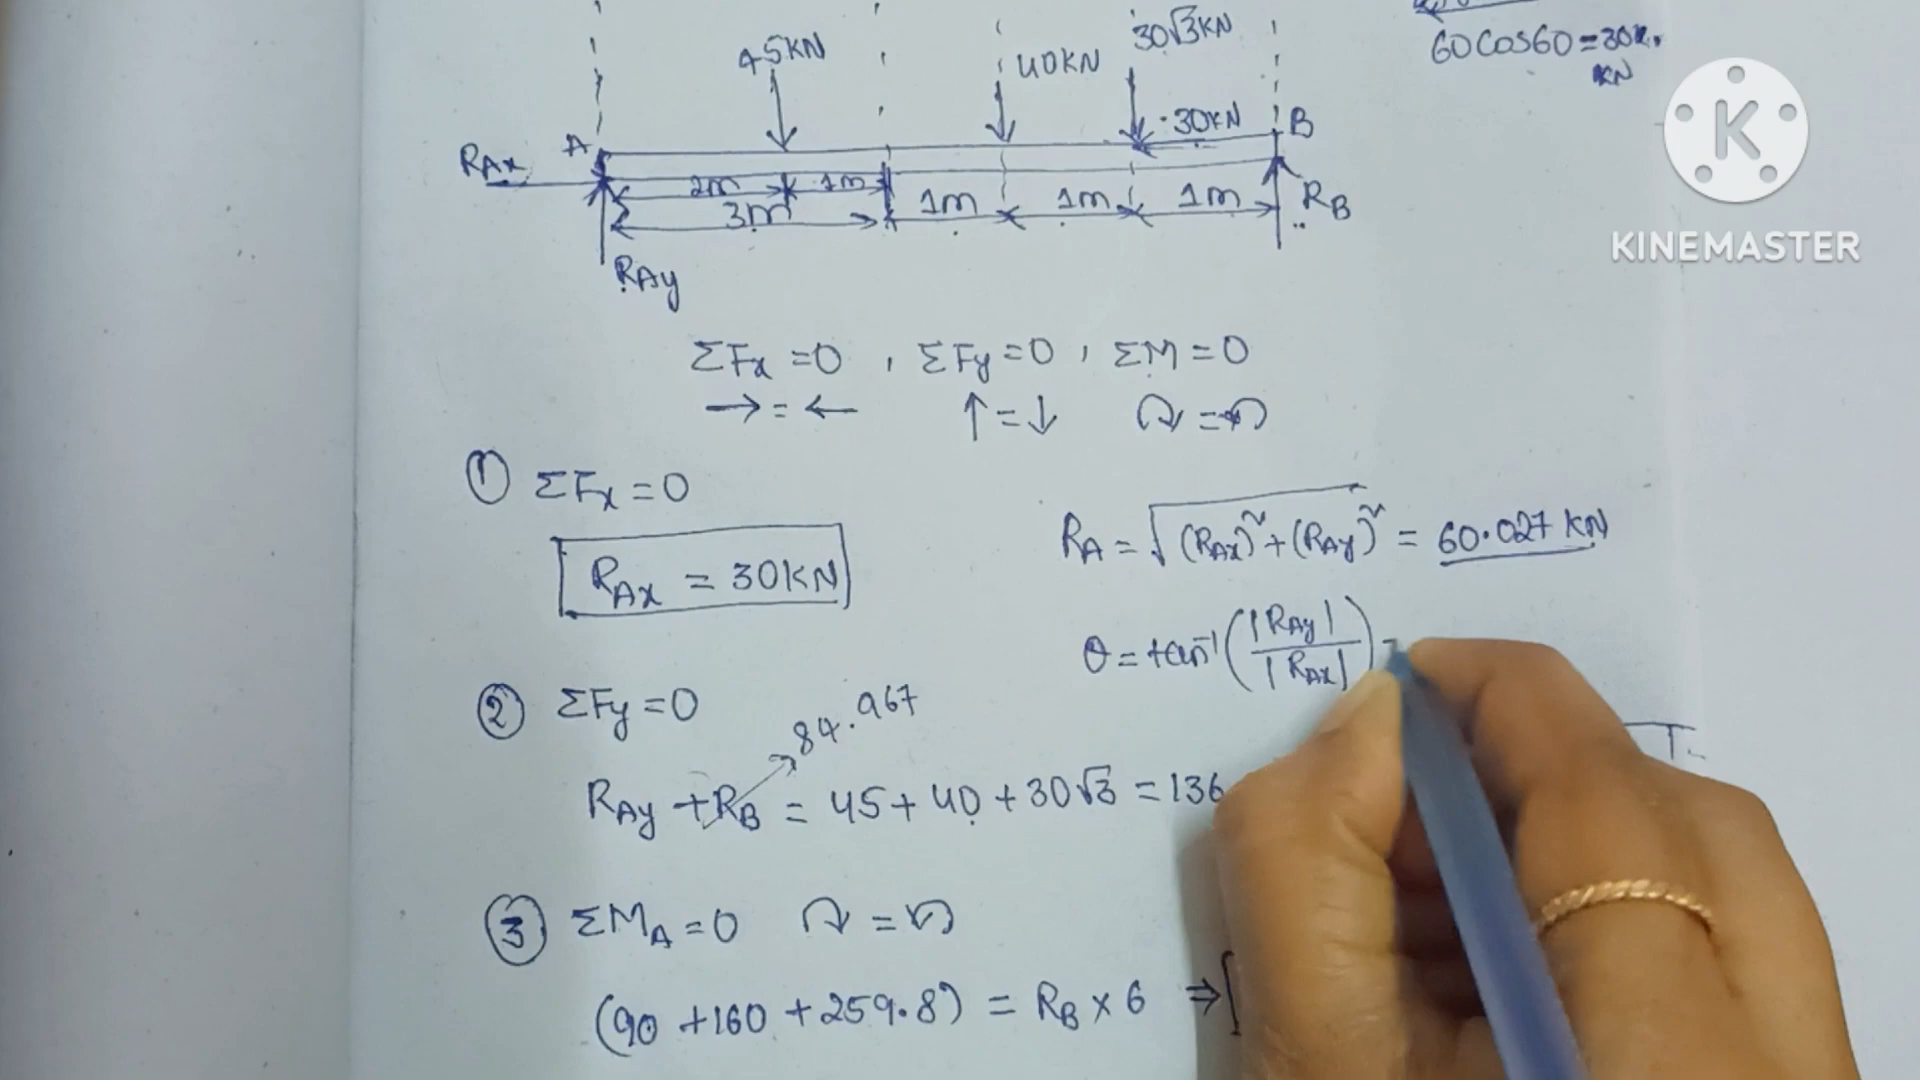 45KN
40KN
30√3KN
60Cos60=30
KN
K
KINEMASTER
RAx
A
30KN
B
2m
1m
3m
1m
1m
1m
RB
RAy
ΣFx =0 , ΣFy=0 , ΣM=0
→ = ←
↑=↓
↷ = ↶
① ΣFx=0
RAx = 30KN
RA = √(RAx)²+(RAy)² = 60.027 KN
θ = tan⁻¹(|RAy|/|RAx|) =
② ΣFy=0
84.967
RAy + RB = 45+40+30√3 = 136
③ ΣMA=0 ↷ = ↶
(90 +160 +259.8) = RB×6 ⇒